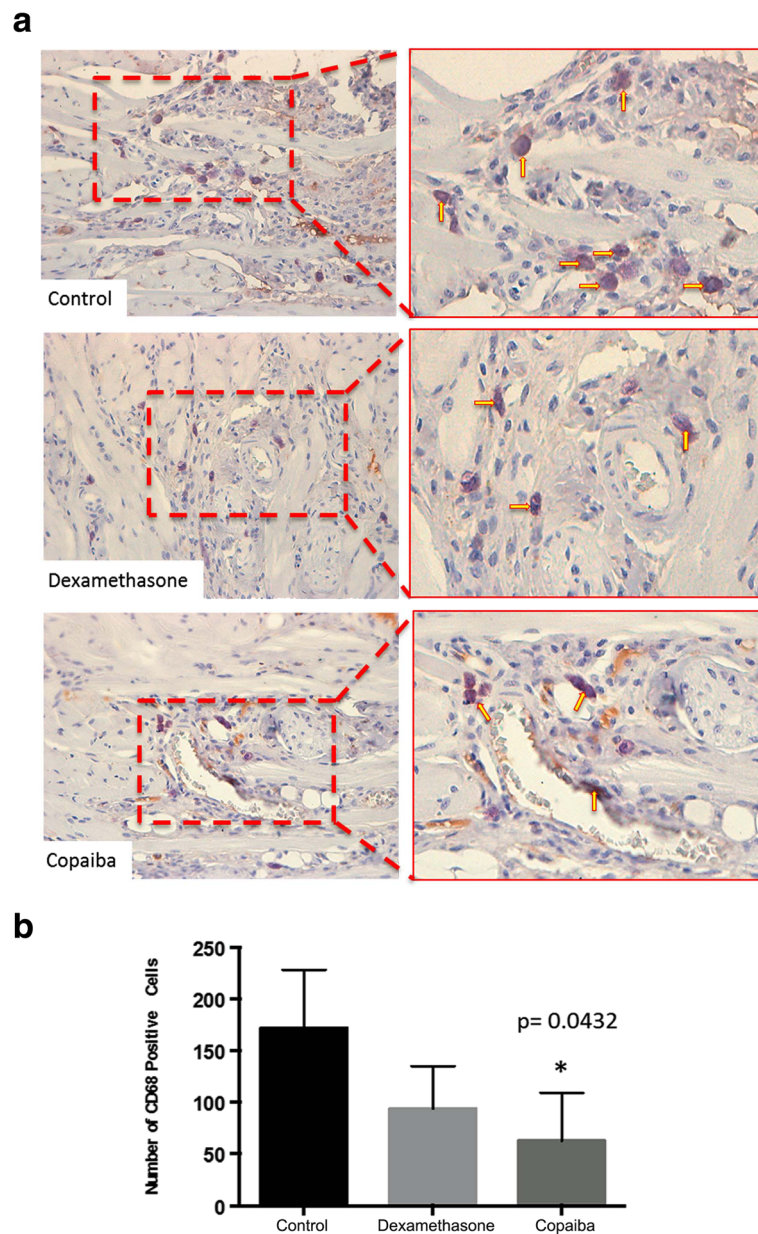 a
Control
Dexamethasone
Copaiba
b
Number of CD68 Positive Cells
250
200
150
100
50
0
p= 0.0432
*
Control
Dexamethasone
Copaiba